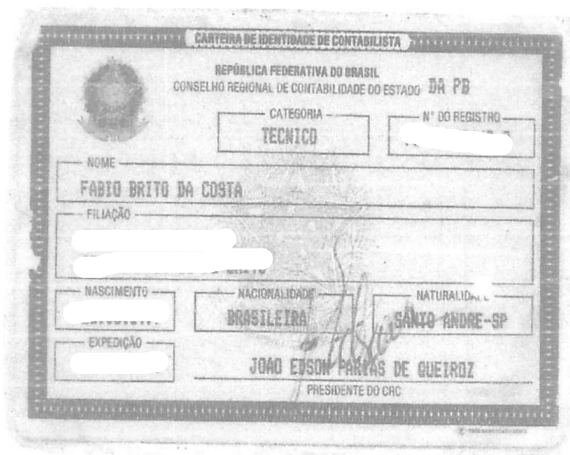 CARTEIRA DE IDENTIDADE DE CONTABILISTA
REPÚBLICA FEDERATIVA DO BRASIL
CONSELHO REGIONAL DE CONTABILIDADE DO ESTADO DA PB
CATEGORIA
TECNICO
Nº DO REGISTRO
NOME
FABIO BRITO DA COSTA
FILIAÇÃO
NASCIMENTO
NACIONALIDADE
BRASILEIRA
NATURALIDADE
SANTO ANDRE-SP
EXPEDIÇÃO
JOAO EDSON FARIAS DE QUEIROZ
PRESIDENTE DO CRC